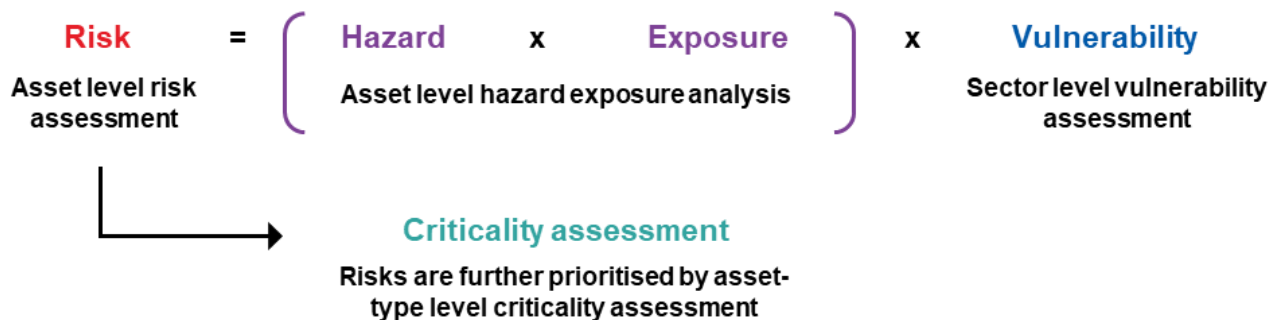 Risk = ( Hazard x Exposure ) x Vulnerability
Asset level risk
assessment
Asset level hazard exposure analysis
Sector level vulnerability
assessment
Criticality assessment
Risks are further prioritised by asset-
type level criticality assessment